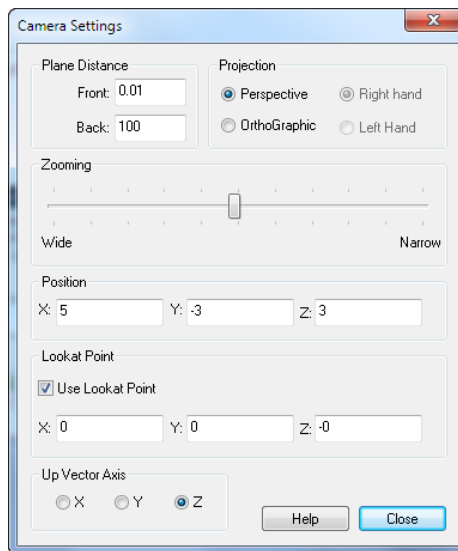 Camera Settings
Plane Distance
Front: 0.01
Back: 100
Projection
Perspective
Right hand
OrthoGraphic
Left Hand
Zooming
Wide
Narrow
Position
X: 5 Y: -3 Z: 3
Lookat Point
Use Lookat Point
X: 0 Y: 0 Z: -0
Up Vector Axis
X Y Z
Help
Close